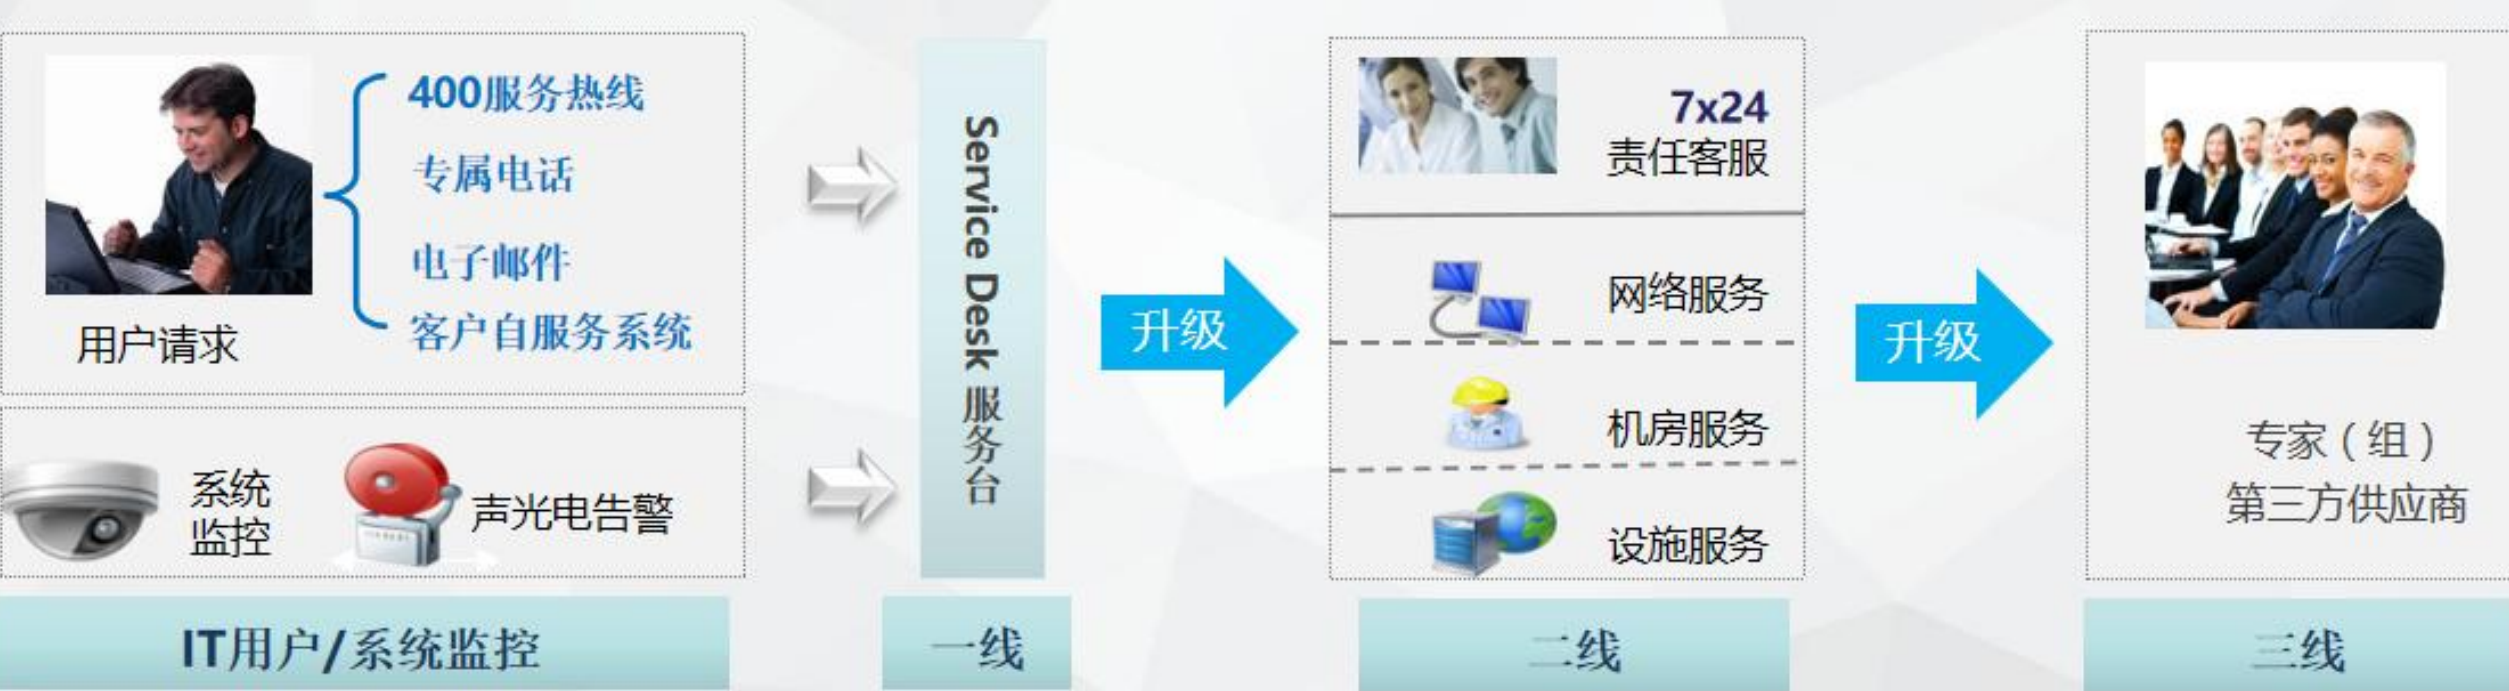 400服务热线
专属电话
电子邮件
客户自服务系统
用户请求
系统
监控
声光电告警
IT用户/系统监控
Service Desk 服务台
一线
升级
7x24
责任客服
网络服务
机房服务
设施服务
二线
升级
专家（组）
第三方供应商
三线